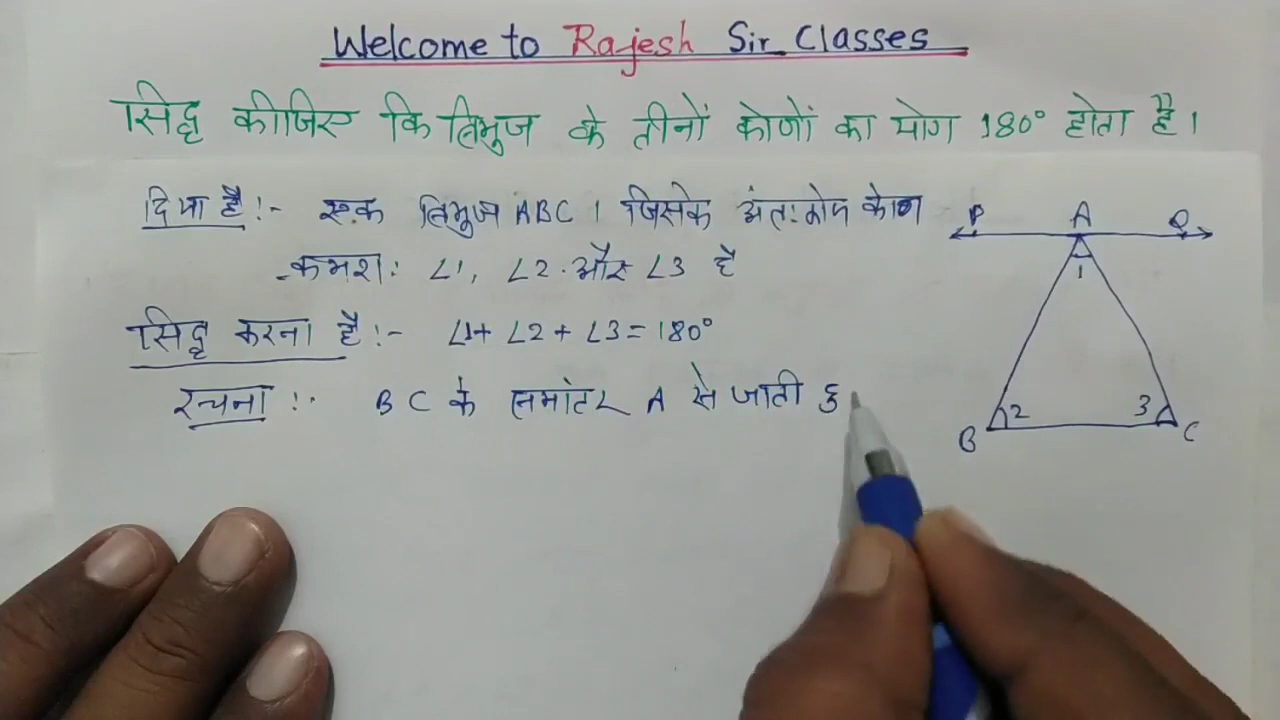 Welcome to Rajesh Sir Classes
सिद्ध कीजिए कि त्रिभुज के तीनों कोणों का योग 180° होता है।
दिया है :- एक त्रिभुज ABC । जिसके अंतः कोण
क्रमशः ∠1, ∠2 और ∠3 है
सिद्ध करना है :- ∠1+ ∠2 + ∠3 = 180°
रचना :- BC के समांतर A से जाती हु
P A Q
1
2 3
B C